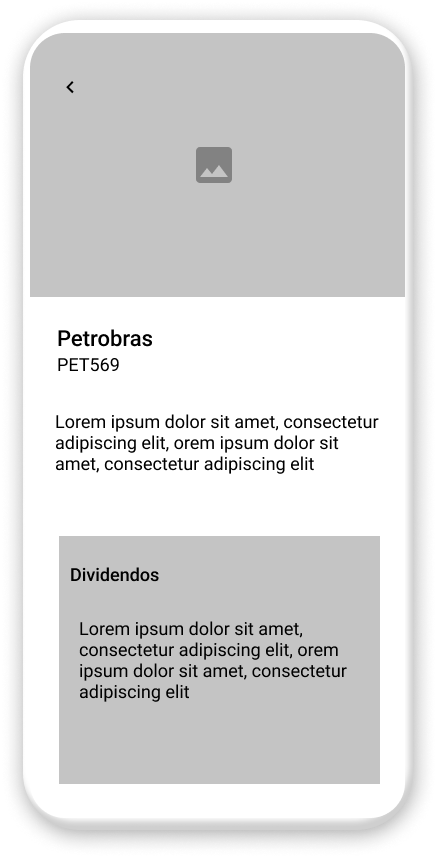 Petrobras
PET569
Lorem ipsum dolor sit amet, consectetur
adipiscing elit, orem ipsum dolor sit
amet, consectetur adipiscing elit
Dividendos
Lorem ipsum dolor sit amet,
consectetur adipiscing elit, orem
ipsum dolor sit amet, consectetur
adipiscing elit